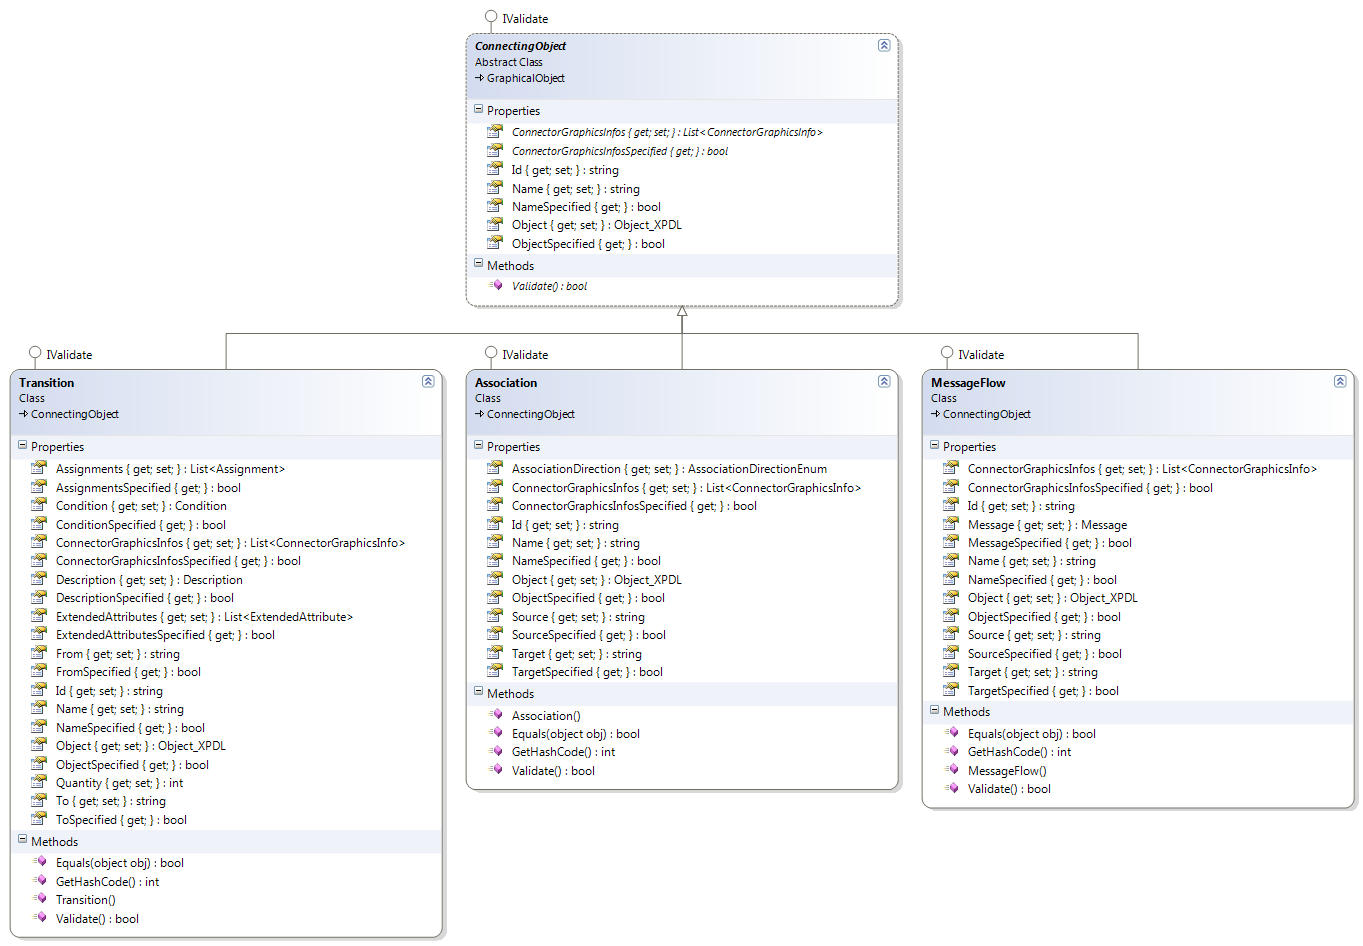 IValidate
ConnectingObject
Abstract Class
GraphicalObject
Properties
ConnectorGraphicsInfos { get; set; } : List<ConnectorGraphicsInfo>
ConnectorGraphicsInfosSpecified { get; } : bool
Id { get; set; } : string
Name { get; set; } : string
NameSpecified { get; } : bool
Object { get; set; } : Object_XPDL
ObjectSpecified { get; } : bool
Methods
Validate() : bool
IValidate
Transition
Class
ConnectingObject
Properties
Assignments { get; set; } : List<Assignment>
AssignmentsSpecified { get; } : bool
Condition { get; set; } : Condition
ConditionSpecified { get; } : bool
ConnectorGraphicsInfos { get; set; } : List<ConnectorGraphicsInfo>
ConnectorGraphicsInfosSpecified { get; } : bool
Description { get; set; } : Description
DescriptionSpecified { get; } : bool
ExtendedAttributes { get; set; } : List<ExtendedAttribute>
ExtendedAttributesSpecified { get; } : bool
From { get; set; } : string
FromSpecified { get; } : bool
Id { get; set; } : string
Name { get; set; } : string
NameSpecified { get; } : bool
Object { get; set; } : Object_XPDL
ObjectSpecified { get; } : bool
Quantity { get; set; } : int
To { get; set; } : string
ToSpecified { get; } : bool
Methods
Equals(object obj) : bool
GetHashCode() : int
Transition()
Validate() : bool
IValidate
Association
Class
ConnectingObject
Properties
AssociationDirection { get; set; } : AssociationDirectionEnum
ConnectorGraphicsInfos { get; set; } : List<ConnectorGraphicsInfo>
ConnectorGraphicsInfosSpecified { get; } : bool
Id { get; set; } : string
Name { get; set; } : string
NameSpecified { get; } : bool
Object { get; set; } : Object_XPDL
ObjectSpecified { get; } : bool
Source { get; set; } : string
SourceSpecified { get; } : bool
Target { get; set; } : string
TargetSpecified { get; } : bool
Methods
Association()
Equals(object obj) : bool
GetHashCode() : int
Validate() : bool
IValidate
MessageFlow
Class
ConnectingObject
Properties
ConnectorGraphicsInfos { get; set; } : List<ConnectorGraphicsInfo>
ConnectorGraphicsInfosSpecified { get; } : bool
Id { get; set; } : string
Message { get; set; } : Message
MessageSpecified { get; } : bool
Name { get; set; } : string
NameSpecified { get; } : bool
Object { get; set; } : Object_XPDL
ObjectSpecified { get; } : bool
Source { get; set; } : string
SourceSpecified { get; } : bool
Target { get; set; } : string
TargetSpecified { get; } : bool
Methods
Equals(object obj) : bool
GetHashCode() : int
MessageFlow()
Validate() : bool